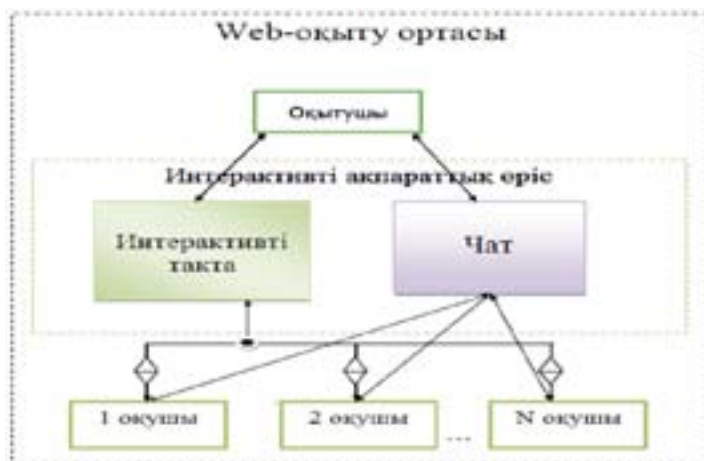 Web-оқыту ортасы
Оқытушы
Интерактивті ақпараттық өріс
Интерактивті
тақта
Чат
1 оқушы
2 оқушы
...
N оқушы